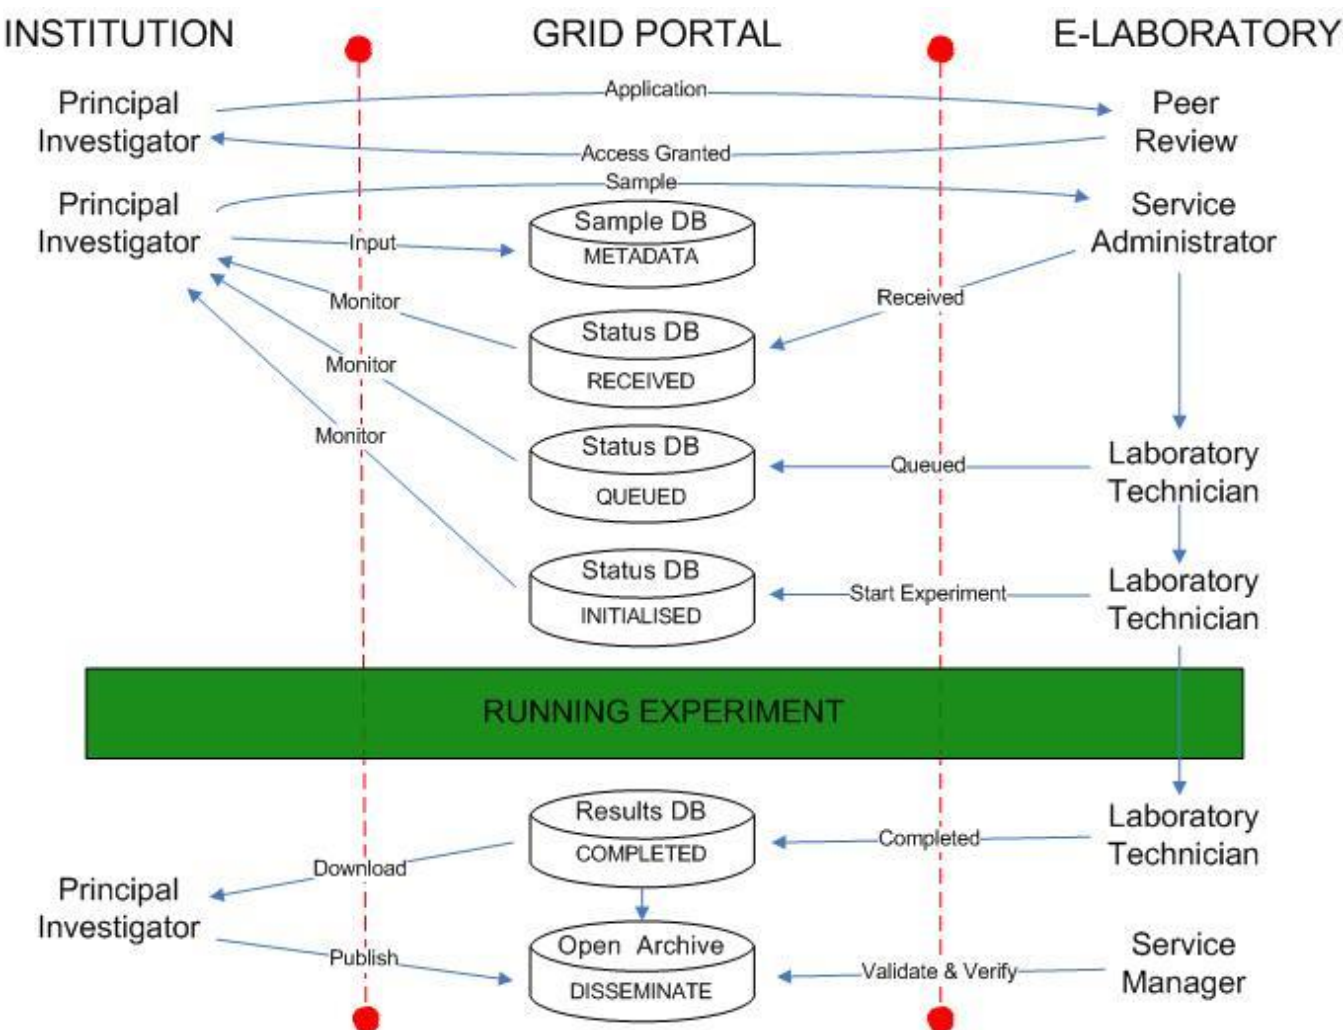 INSTITUTION
GRID PORTAL
E-LABORATORY
Principal
Investigator
Application
Peer
Review
Access Granted
Sample
Principal
Investigator
Input
Sample DB
METADATA
Service
Administrator
Monitor
Status DB
RECEIVED
Received
Monitor
Status DB
QUEUED
Queued
Laboratory
Technician
Monitor
Status DB
INITIALISED
Start Experiment
Laboratory
Technician
RUNNING EXPERIMENT
Results DB
COMPLETED
Completed
Laboratory
Technician
Download
Principal
Investigator
Publish
Open Archive
DISSEMINATE
Validate & Verify
Service
Manager